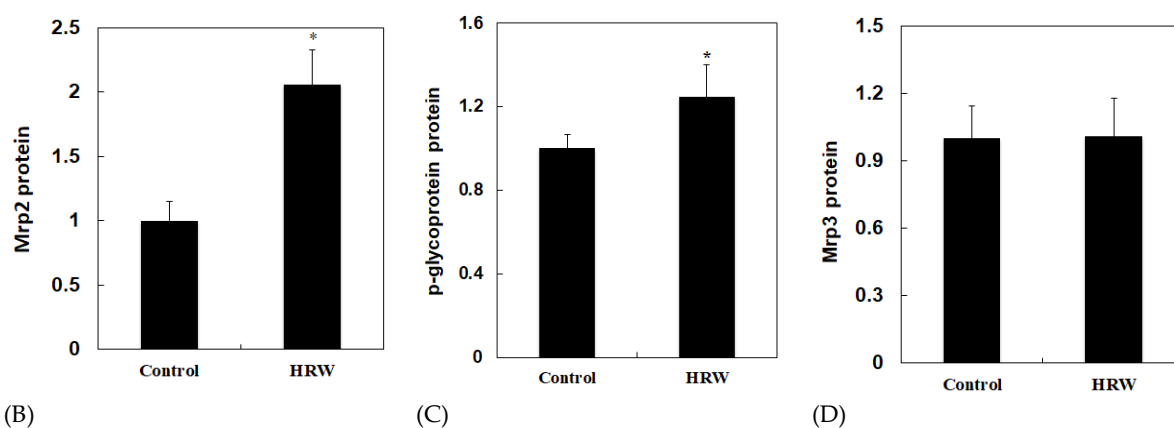 Mrp2 protein
2.5
2
1.5
1
0.5
0
*
Control
HRW
(B)
p-glycoprotein protein
1.6
1.2
0.8
0.4
0
*
Control
HRW
(C)
Mrp3 protein
1.5
1.2
0.9
0.6
0.3
0
Control
HRW
(D)